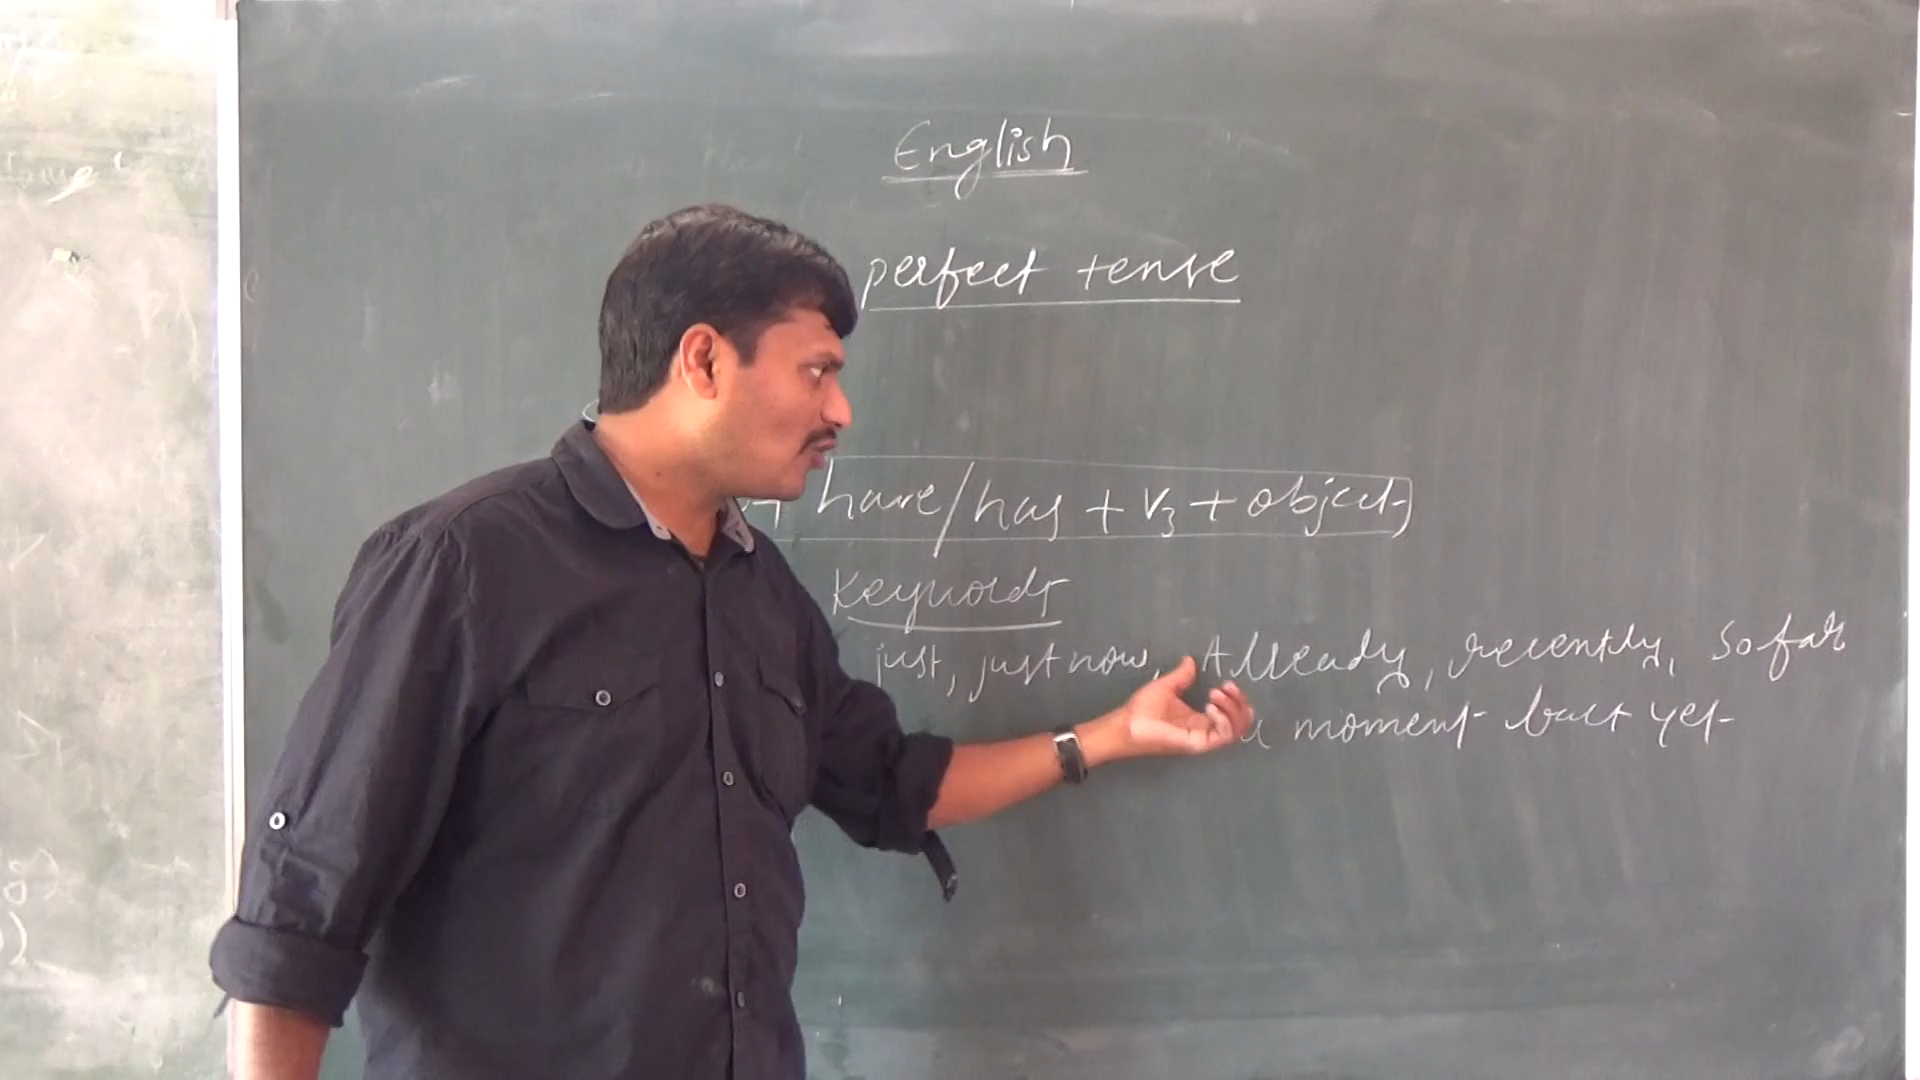 English
perfect tense
+ have/has + V3 + object
Keywords
just, just now, Already, recently, so far
a moment back yet